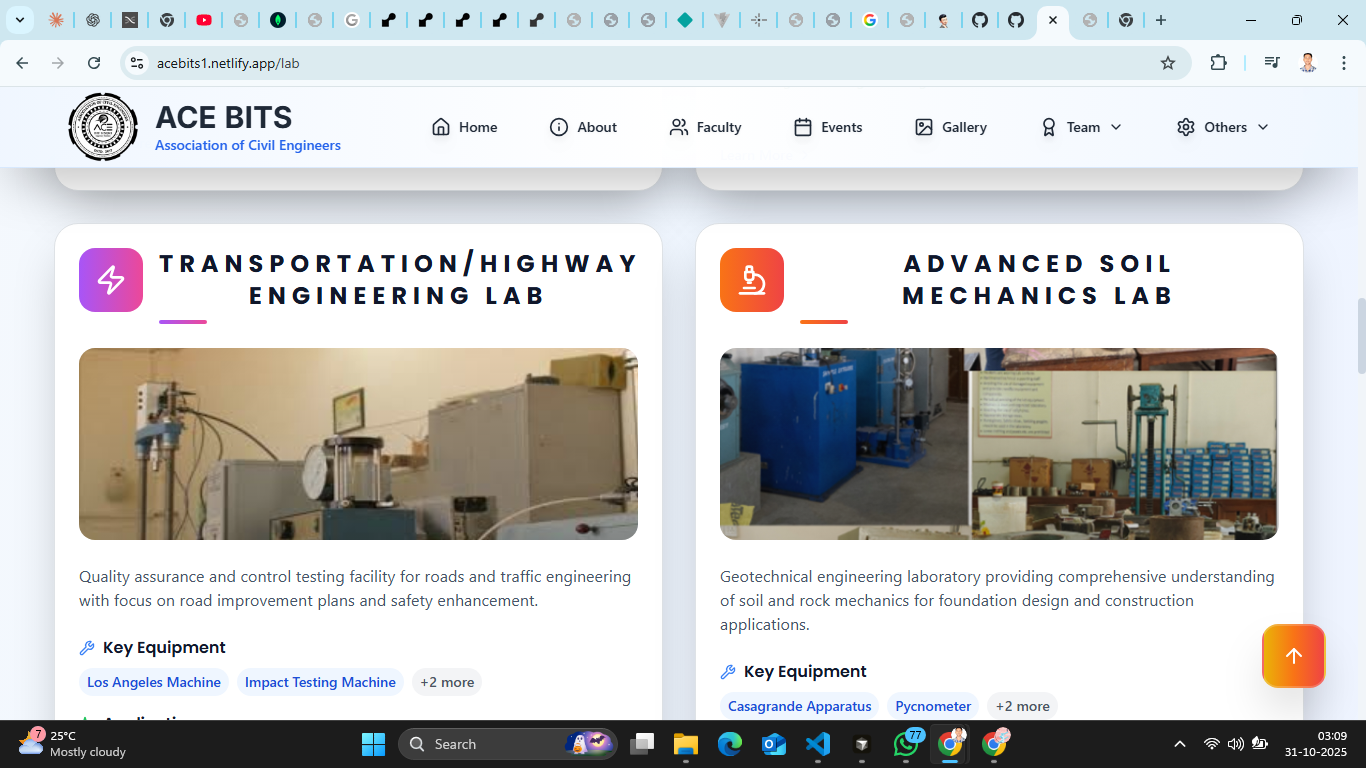 acebits1.netlify.app/lab
ACE BITS
Association of Civil Engineers
Home
About
Faculty
Events
Gallery
Team
Others
TRANSPORTATION/HIGHWAY
ENGINEERING LAB
Quality assurance and control testing facility for roads and traffic engineering
with focus on road improvement plans and safety enhancement.
Key Equipment
Los Angeles Machine
Impact Testing Machine
+2 more
ADVANCED SOIL
MECHANICS LAB
Geotechnical engineering laboratory providing comprehensive understanding
of soil and rock mechanics for foundation design and construction
applications.
Key Equipment
Casagrande Apparatus
Pycnometer
+2 more
7
25°C
Mostly cloudy
Search
77
03:09
31-10-2025